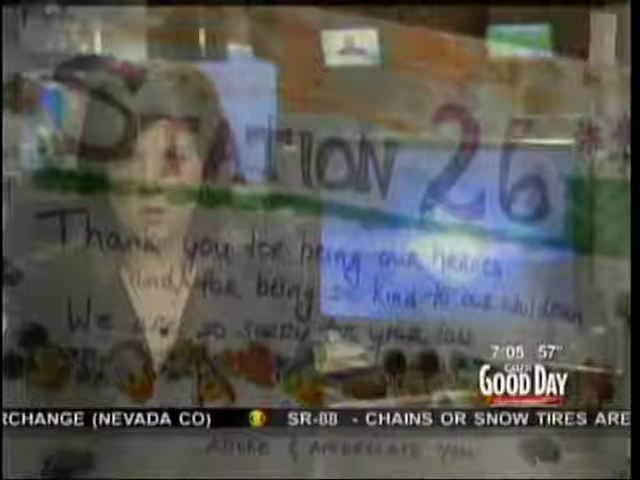 STATION 26
Thank you for being our heroes
and for being so kind to our children
We are so sorry for your loss
7:05 57°
GOOD DAY
RCHANGE (NEVADA CO) SR-88 - CHAINS OR SNOW TIRES ARE
& appreciate you